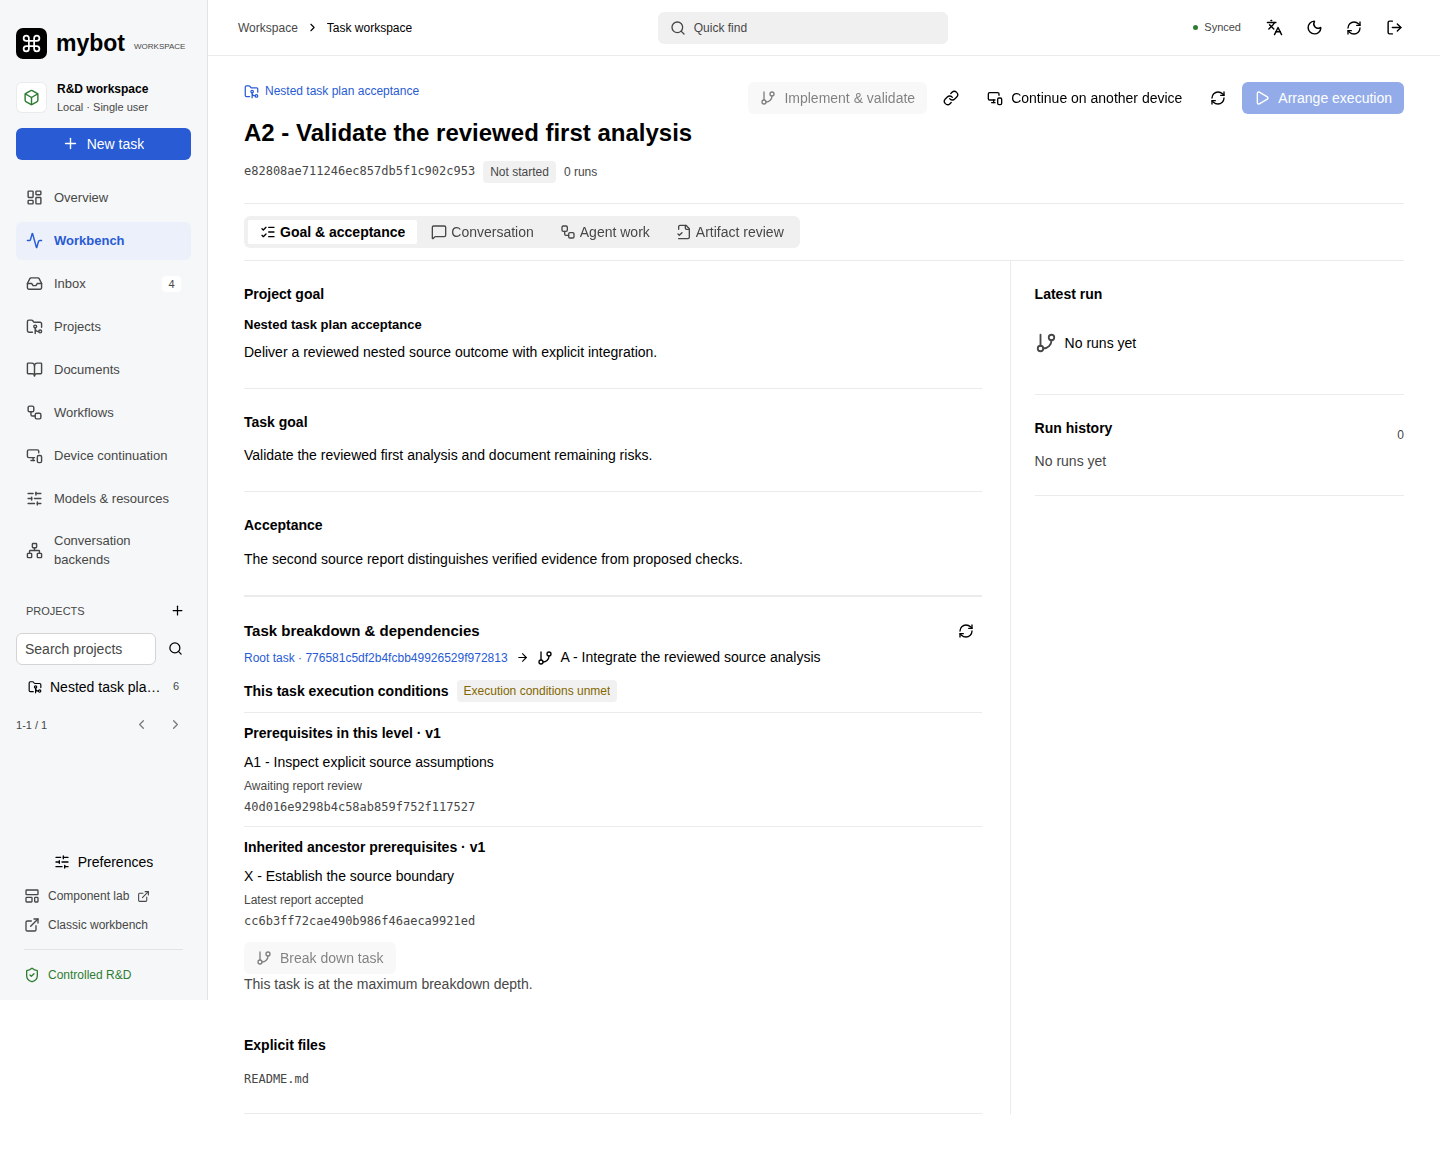 mybot WORKSPACE
R&D workspace
Local · Single user
New task
Overview
Workbench
Inbox 4
Projects
Documents
Workflows
Device continuation
Models & resources
Conversation
backends
PROJECTS
Search projects
Nested task pla… 6
1-1 / 1
Preferences
Component lab
Classic workbench
Controlled R&D
Workspace Task workspace
Quick find
Synced
Nested task plan acceptance
Implement & validate
Continue on another device
Arrange execution
A2 - Validate the reviewed first analysis
e82808ae711246ec857db5f1c902c953 Not started 0 runs
Goal & acceptance Conversation Agent work Artifact review
Project goal
Nested task plan acceptance
Deliver a reviewed nested source outcome with explicit integration.
Task goal
Validate the reviewed first analysis and document remaining risks.
Acceptance
The second source report distinguishes verified evidence from proposed checks.
Task breakdown & dependencies
Root task · 776581c5df2b4fcbb49926529f972813 → A - Integrate the reviewed source analysis
This task execution conditions Execution conditions unmet
Prerequisites in this level · v1
A1 - Inspect explicit source assumptions
Awaiting report review
40d016e9298b4c58ab859f752f117527
Inherited ancestor prerequisites · v1
X - Establish the source boundary
Latest report accepted
cc6b3ff72cae490b986f46aeca9921ed
Break down task
This task is at the maximum breakdown depth.
Explicit files
README.md
Latest run
No runs yet
Run history 0
No runs yet